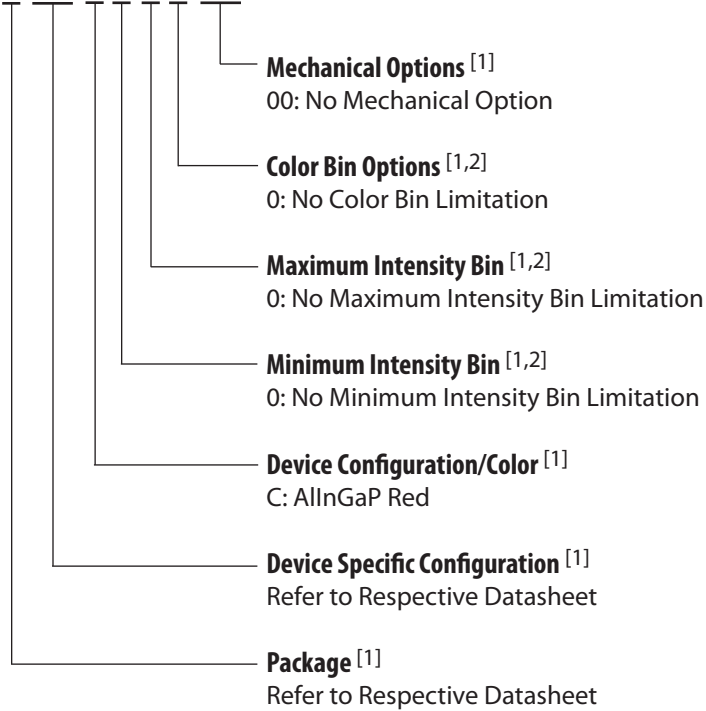 Mechanical Options [1]
00: No Mechanical Option
Color Bin Options [1,2]
0: No Color Bin Limitation
Maximum Intensity Bin [1,2]
0: No Maximum Intensity Bin Limitation
Minimum Intensity Bin [1,2]
0: No Minimum Intensity Bin Limitation
Device Configuration/Color [1]
C: AlInGaP Red
Device Specific Configuration [1]
Refer to Respective Datasheet
Package [1]
Refer to Respective Datasheet